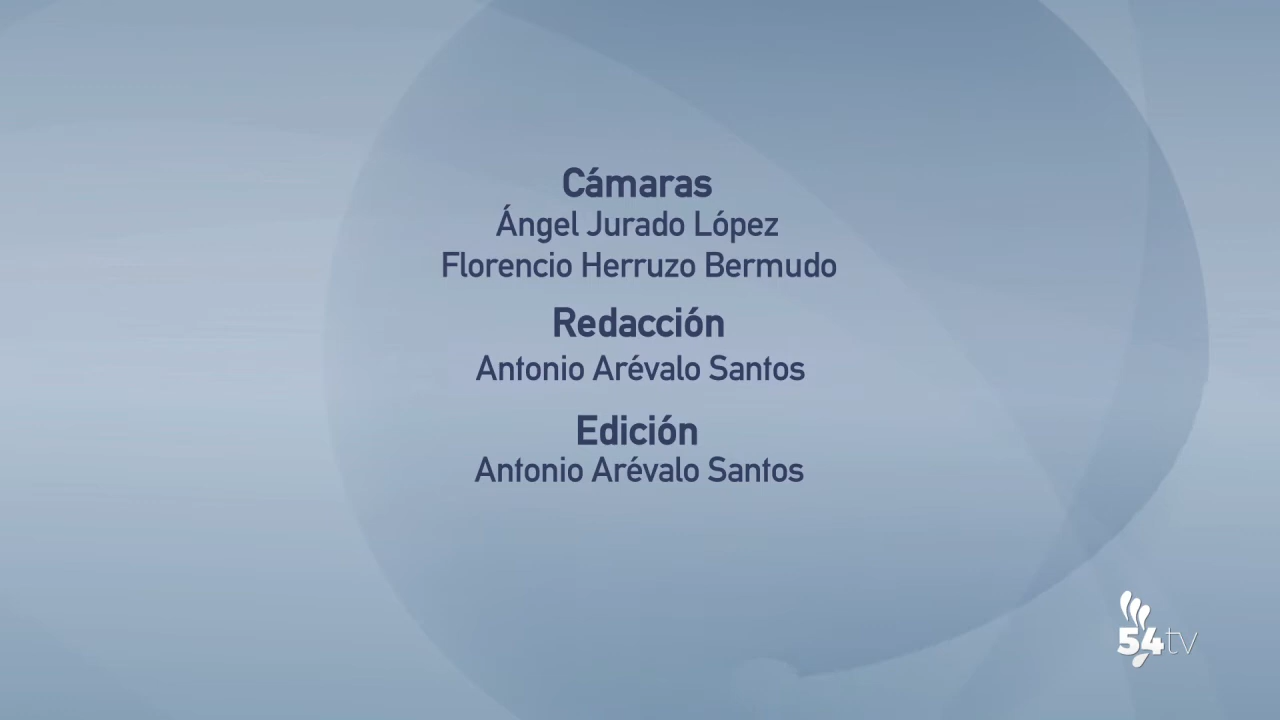 Cámaras
Ángel Jurado López
Florencio Herruzo Bermudo
Redacción
Antonio Arévalo Santos
Edición
Antonio Arévalo Santos
54tv